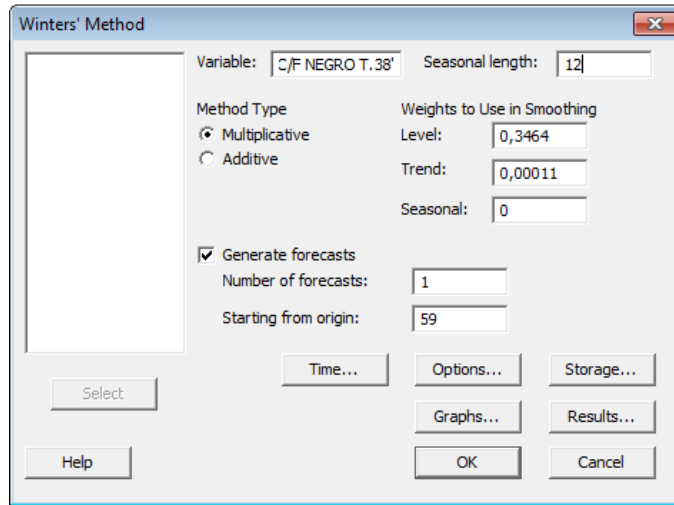 Winters' Method
Variable: C/F NEGRO T.38' Seasonal length: 12
Method Type Weights to Use in Smoothing
Multiplicative Level: 0,3464
Additive
Trend: 0,00011
Seasonal: 0
Generate forecasts
Number of forecasts: 1
Starting from origin: 59
Time... Options... Storage...
Select
Graphs... Results...
Help OK Cancel